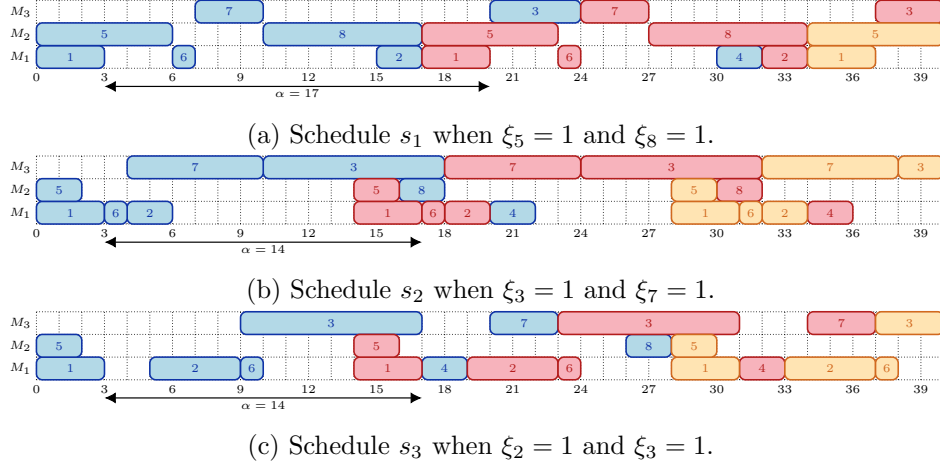 M3 7 3 7 3
M2 5 8 5 8 5
M1 1 6 2 1 6 4 2 1
0 3 6 9 12 15 18 21 24 27 30 33 36 39
α = 17
(a) Schedule s1 when ξ5 = 1 and ξ8 = 1.
M3 7 3 7 3 7 3
M2 5 5 8 5 8
M1 1 6 2 1 6 2 4 1 6 2 4
0 3 6 9 12 15 18 21 24 27 30 33 36 39
α = 14
(b) Schedule s2 when ξ3 = 1 and ξ7 = 1.
M3 3 7 3 7 3
M2 5 5 8 5
M1 1 2 6 1 4 2 6 1 4 2 6
0 3 6 9 12 15 18 21 24 27 30 33 36 39
α = 14
(c) Schedule s3 when ξ2 = 1 and ξ3 = 1.